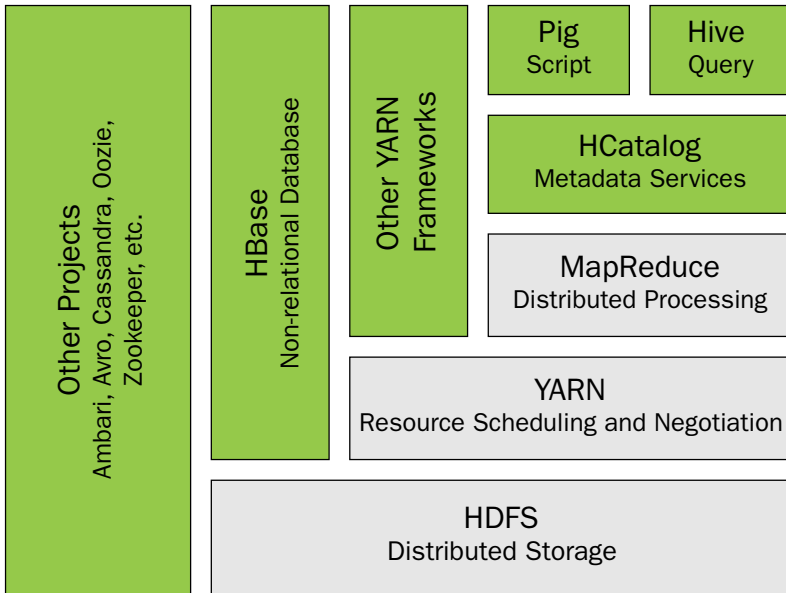 Other Projects
Ambari, Avro, Cassandra, Oozie,
Zookeeper, etc.
HBase
Non-relational Database
Other YARN
Frameworks
Pig
Script
Hive
Query
HCatalog
Metadata Services
MapReduce
Distributed Processing
YARN
Resource Scheduling and Negotiation
HDFS
Distributed Storage